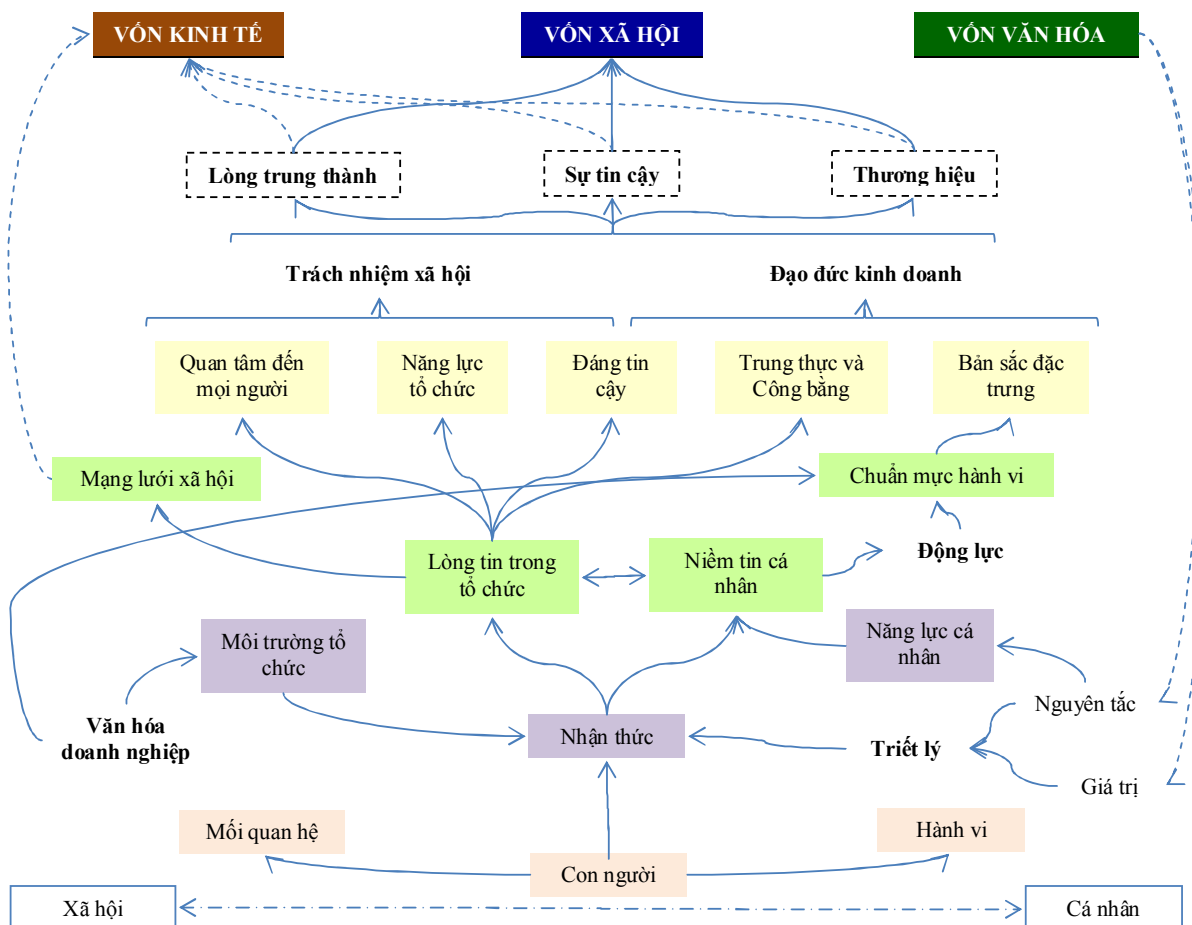 VỐN KINH TẾ
VỐN XÃ HỘI
VỐN VĂN HÓA
Lòng trung thành
Sự tin cậy
Thương hiệu
Trách nhiệm xã hội
Đạo đức kinh doanh
Quan tâm đến
mọi người
Năng lực
tổ chức
Đáng tin
cậy
Trung thực và
Công bằng
Bản sắc đặc
trưng
Mạng lưới xã hội
Chuẩn mực hành vi
Lòng tin trong
tổ chức
Niềm tin cá
nhân
Động lực
Môi trường tổ
chức
Năng lực cá
nhân
Văn hóa
doanh nghiệp
Nhận thức
Triết lý
Nguyên tắc
Giá trị
Mối quan hệ
Hành vi
Con người
Xã hội
Cá nhân